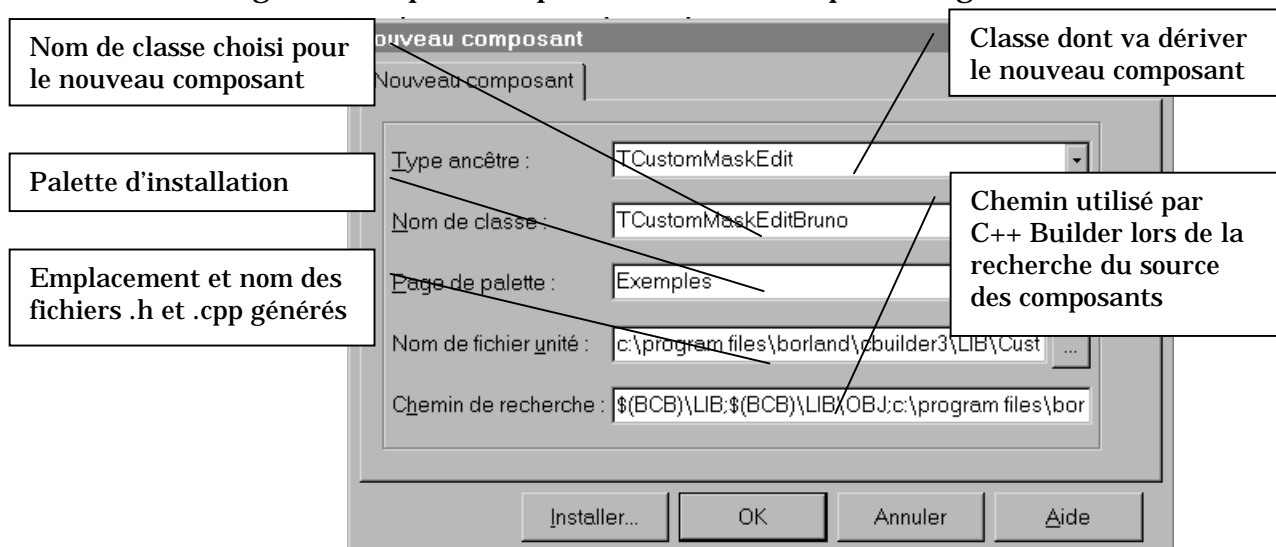 Nom de classe choisi pour
le nouveau composant
Classe dont va dériver
le nouveau composant
Palette d'installation
Emplacement et nom des
fichiers .h et .cpp générés
Chemin utilisé par
C++ Builder lors de la
recherche du source
des composants
ouveau composant
Nouveau composant
Type ancêtre : TCustomMaskEdit
Nom de classe : TCustomMaskEditBruno
Page de palette : Exemples
Nom de fichier unité : c:\program files\borland\cbuilder3\LIB\Cust ...
Chemin de recherche : $(BCB)\LIB;$(BCB)\LIB\OBJ;c:\program files\bor
Installer... OK Annuler Aide